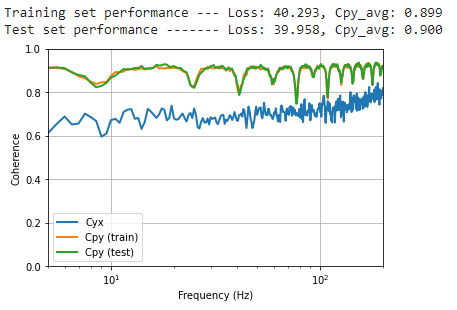 Training set performance --- Loss: 40.293, Cpy_avg: 0.899
Test set performance ------- Loss: 39.958, Cpy_avg: 0.900
1.0
0.8
0.6
0.4
0.2
0.0
Coherence
Cyx
Cpy (train)
Cpy (test)
10¹
10²
Frequency (Hz)